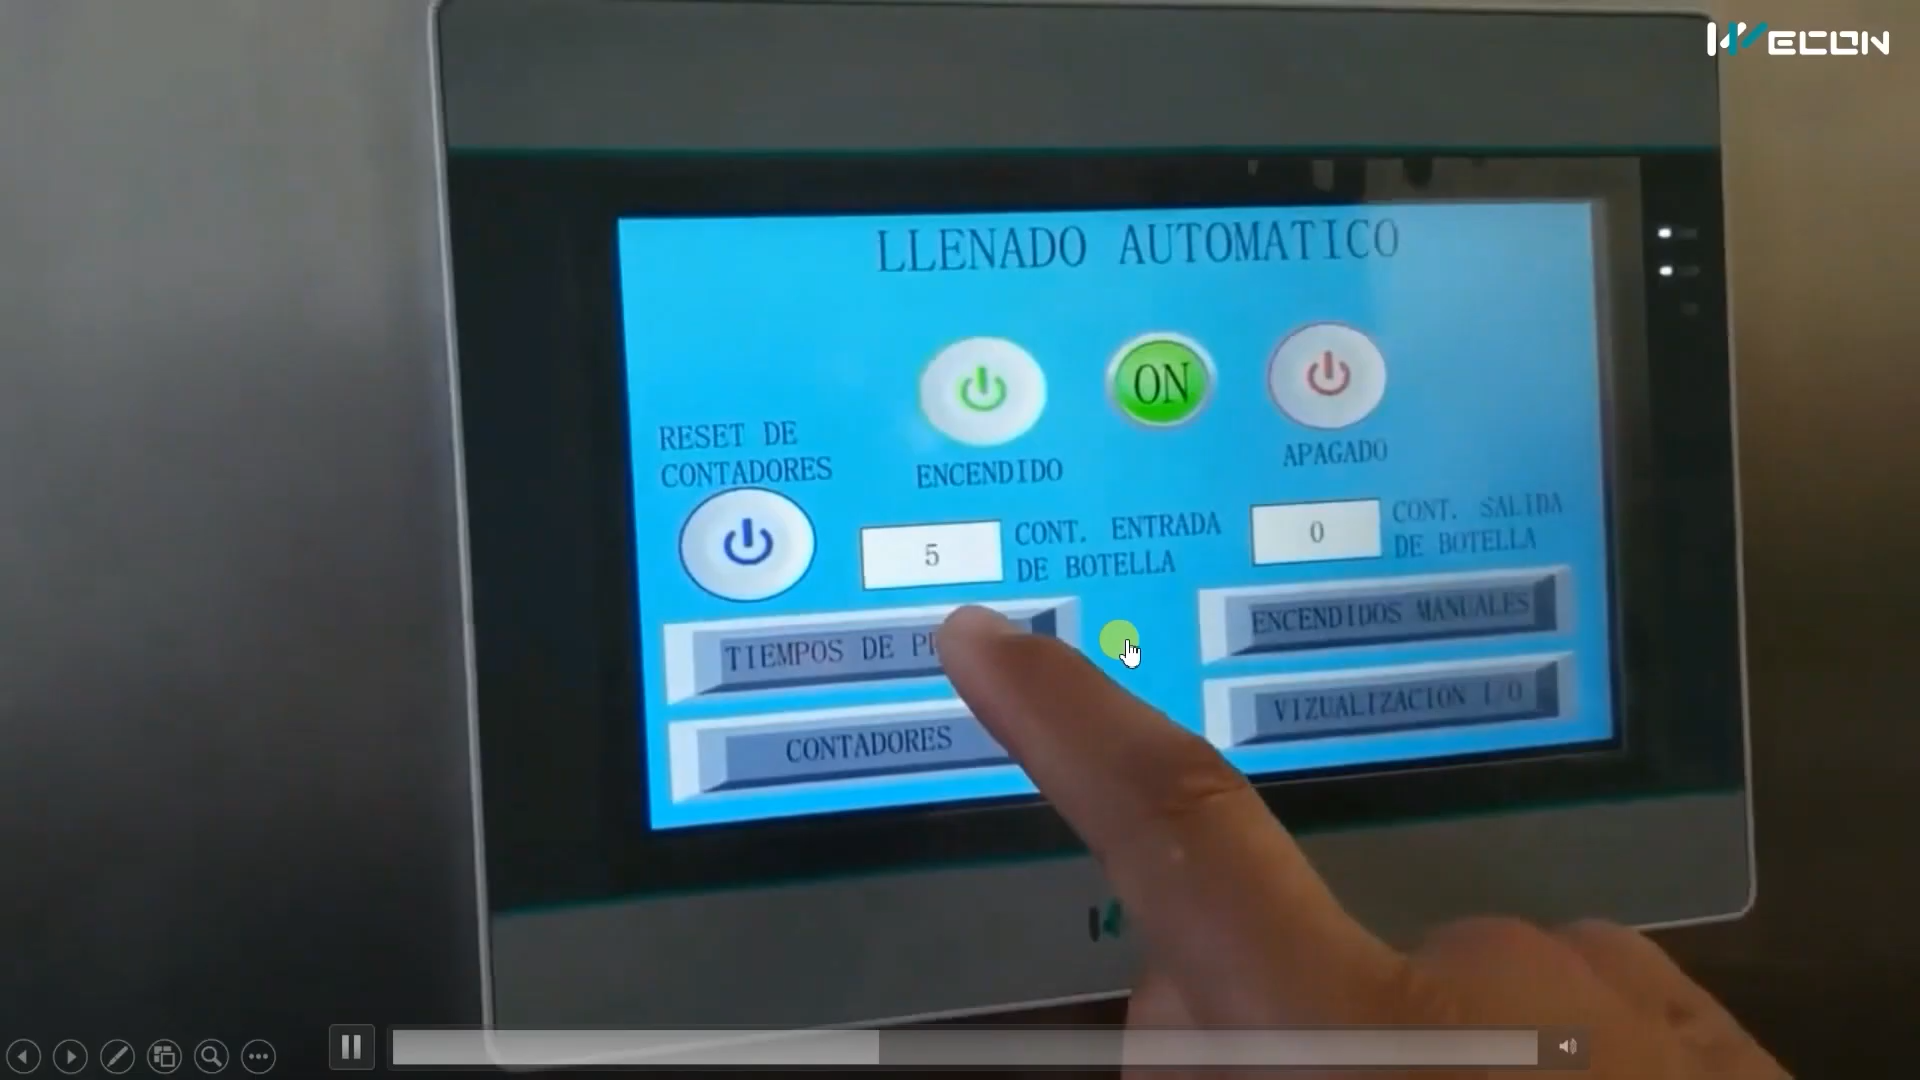 WECON
LLENADO AUTOMATICO
ON
RESET DE
CONTADORES
ENCENDIDO
APAGADO
5
CONT. ENTRADA
DE BOTELLA
0
CONT. SALIDA
DE BOTELLA
TIEMPOS DE
ENCENDIDOS MANUALES
CONTADORES
VIZUALIZACION I/O